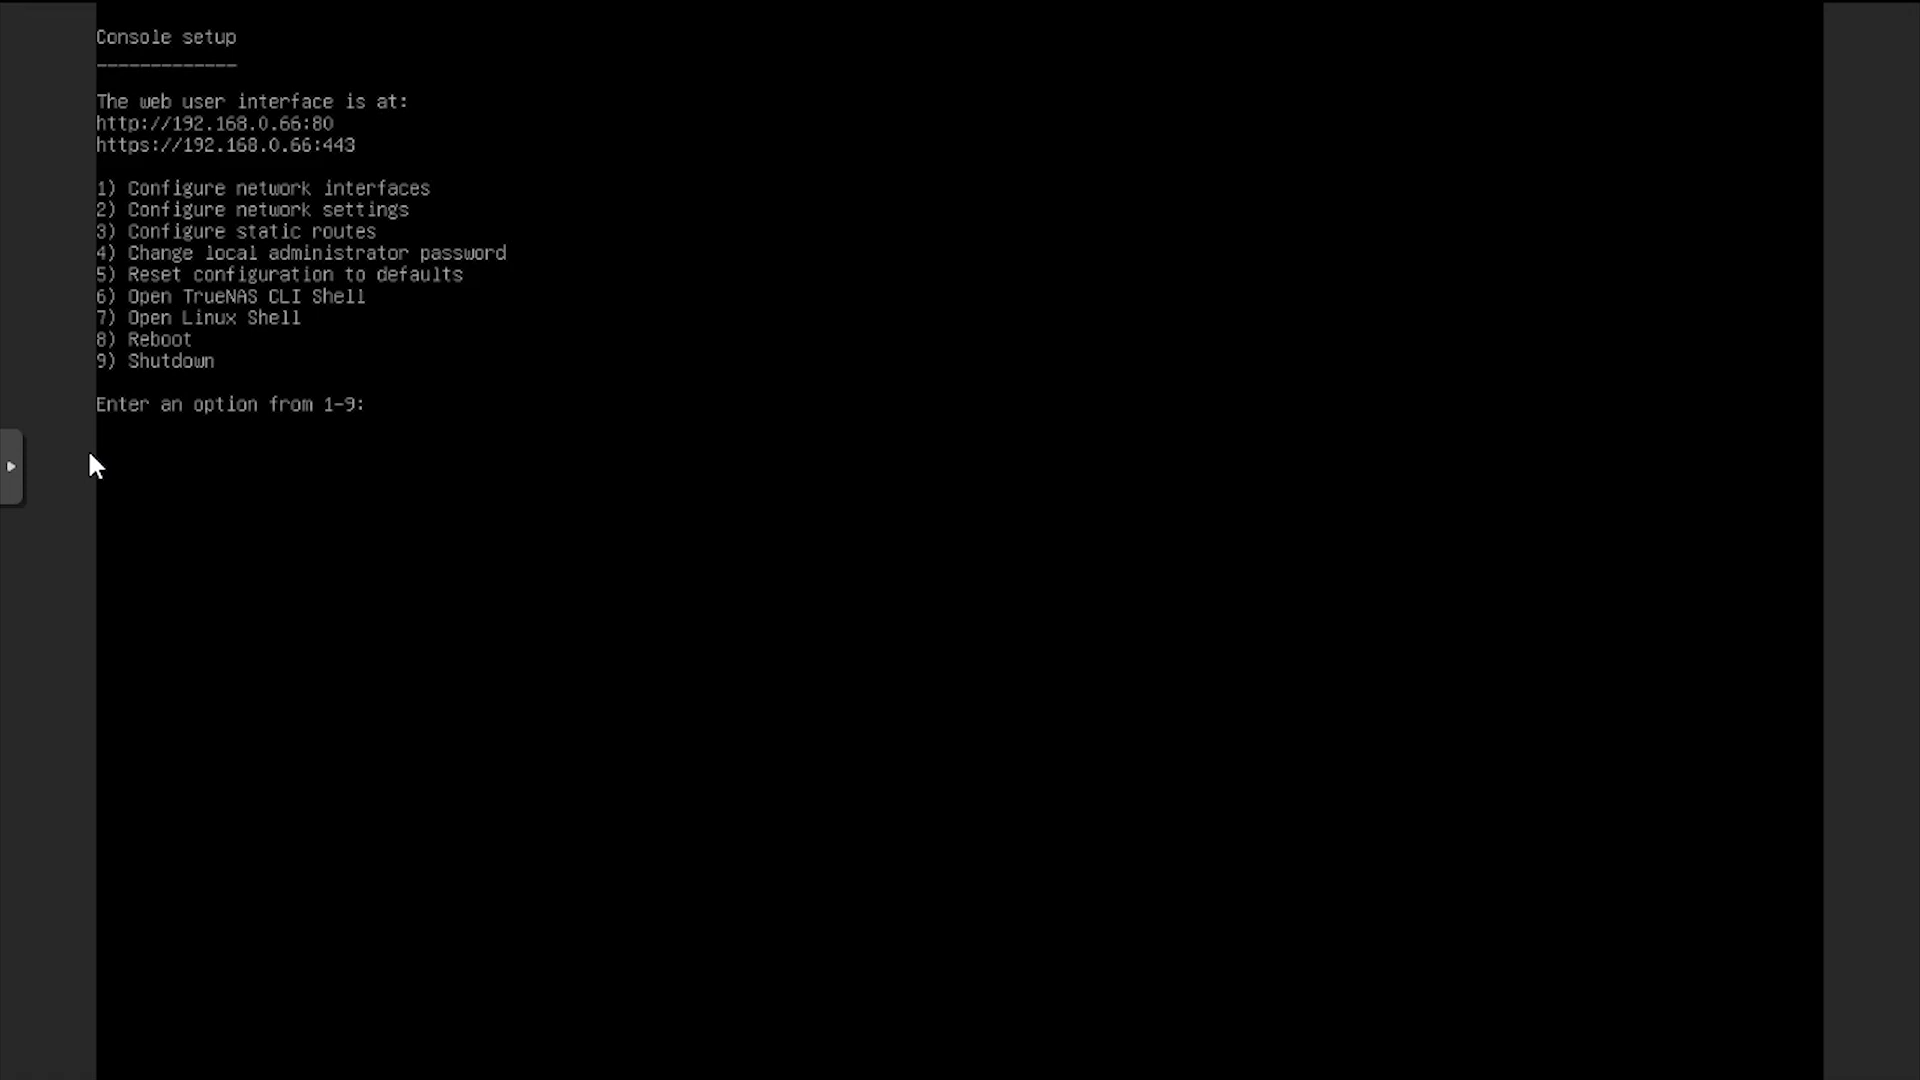 Console setup
-------------
The web user interface is at:
http://192.168.0.66:80
https://192.168.0.66:443
1) Configure network interfaces
2) Configure network settings
3) Configure static routes
4) Change local administrator password
5) Reset configuration to defaults
6) Open TrueNAS CLI Shell
7) Open Linux Shell
8) Reboot
9) Shutdown
Enter an option from 1-9: